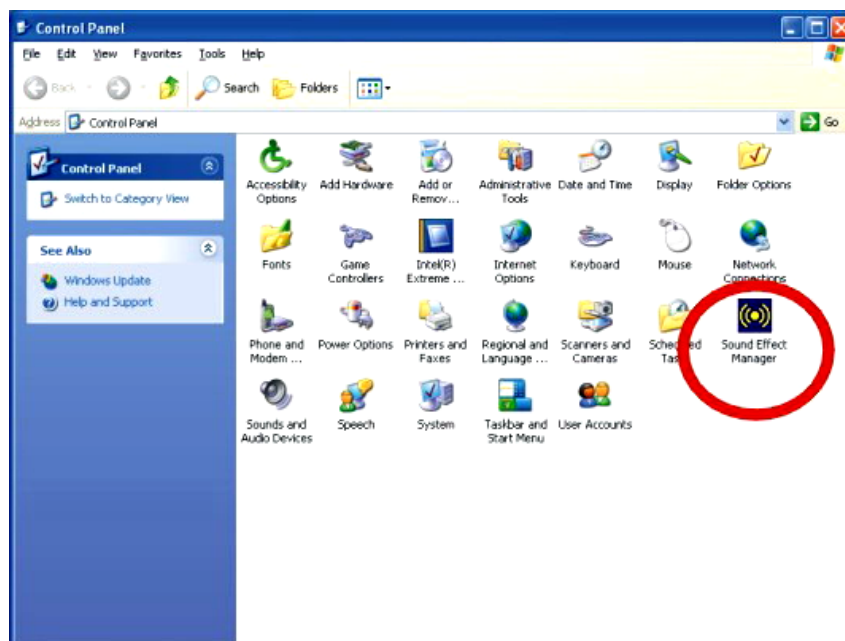 Control Panel
File Edit View Favorites Tools Help
Back Search Folders
Address Control Panel Go
Control Panel
Switch to Category View
See Also
Windows Update
Help and Support
Accessibility Add Hardware Add or Administrative Date and Time Display Folder Options
Options Remov... Tools
Fonts Game Intel(R) Internet Keyboard Mouse Network
Controllers Extreme ... Options Connections
Phone and Power Options Printers and Regional and Scanners and Scheduled Sound Effect
Modem ... Faxes Language ... Cameras Manager
Sounds and Speech System Taskbar and User Accounts
Audio Devices Start Menu